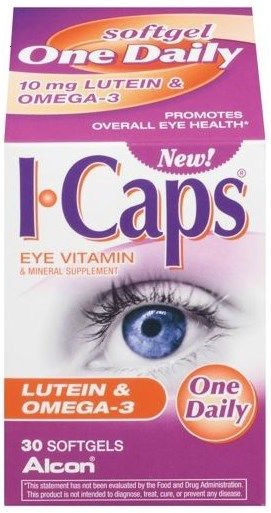 softgel
One Daily
10 mg LUTEIN &
OMEGA-3
PROMOTES
OVERALL EYE HEALTH*
New!
I•Caps®
EYE VITAMIN
& MINERAL SUPPLEMENT
LUTEIN &
OMEGA-3
One
Daily
30 SOFTGELS
Alcon®
*This statement has not been evaluated by the Food and Drug Administration.
This product is not intended to diagnose, treat, cure, or prevent any disease.